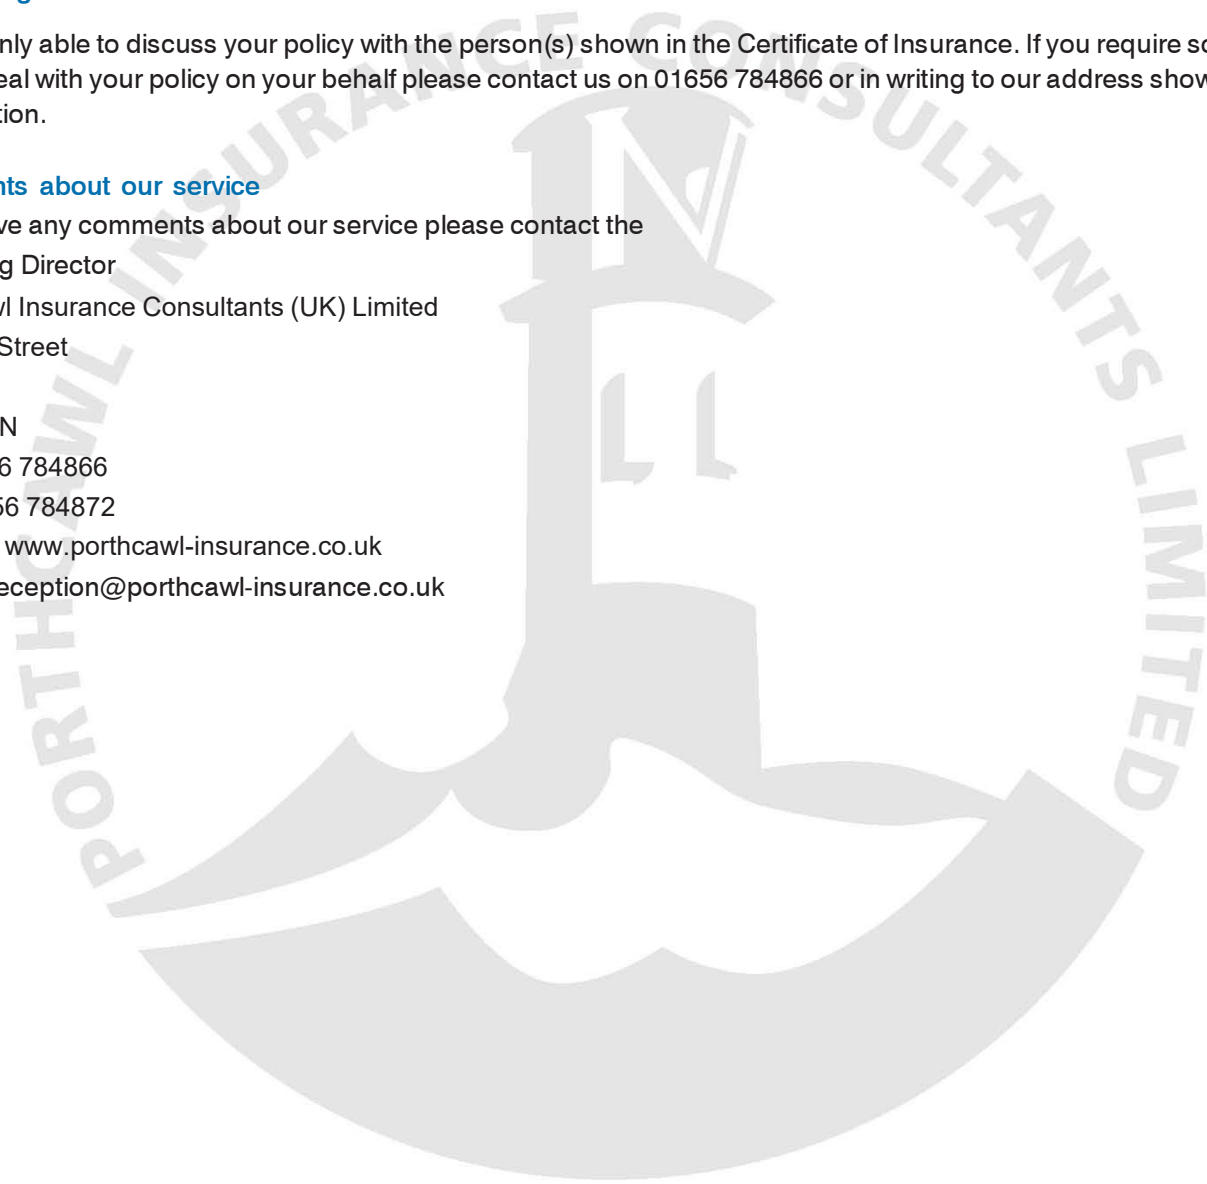 g
nly able to discuss your policy with the person(s) shown in the Certificate of Insurance. If you require so
eal with your policy on your behalf please contact us on 01656 784866 or in writing to our address show
tion.
nts about our service
ve any comments about our service please contact the
g Director
wl Insurance Consultants (UK) Limited
Street
N
6 784866
56 784872
www.porthcawl-insurance.co.uk
eception@porthcawl-insurance.co.uk
PORTHCAWL INSURANCE CONSULTANTS LIMITED
N